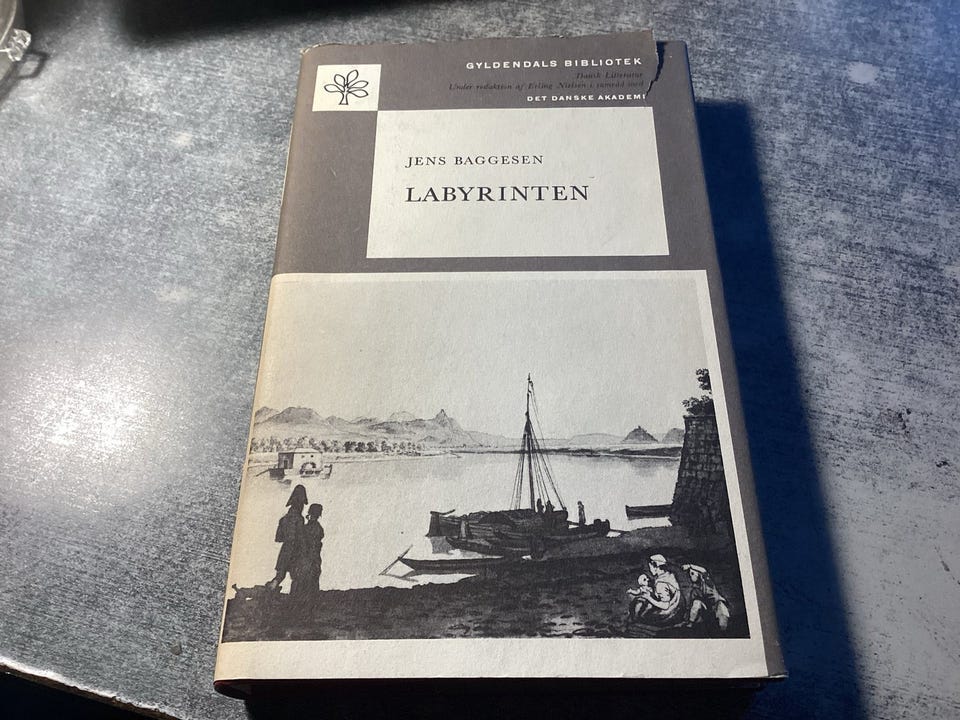 GYLDENDALS BIBLIOTEK
Dansk Litteratur
Under redaktion af Erling Nielsen i samråd med
DET DANSKE AKADEMI
JENS BAGGESEN
LABYRINTEN